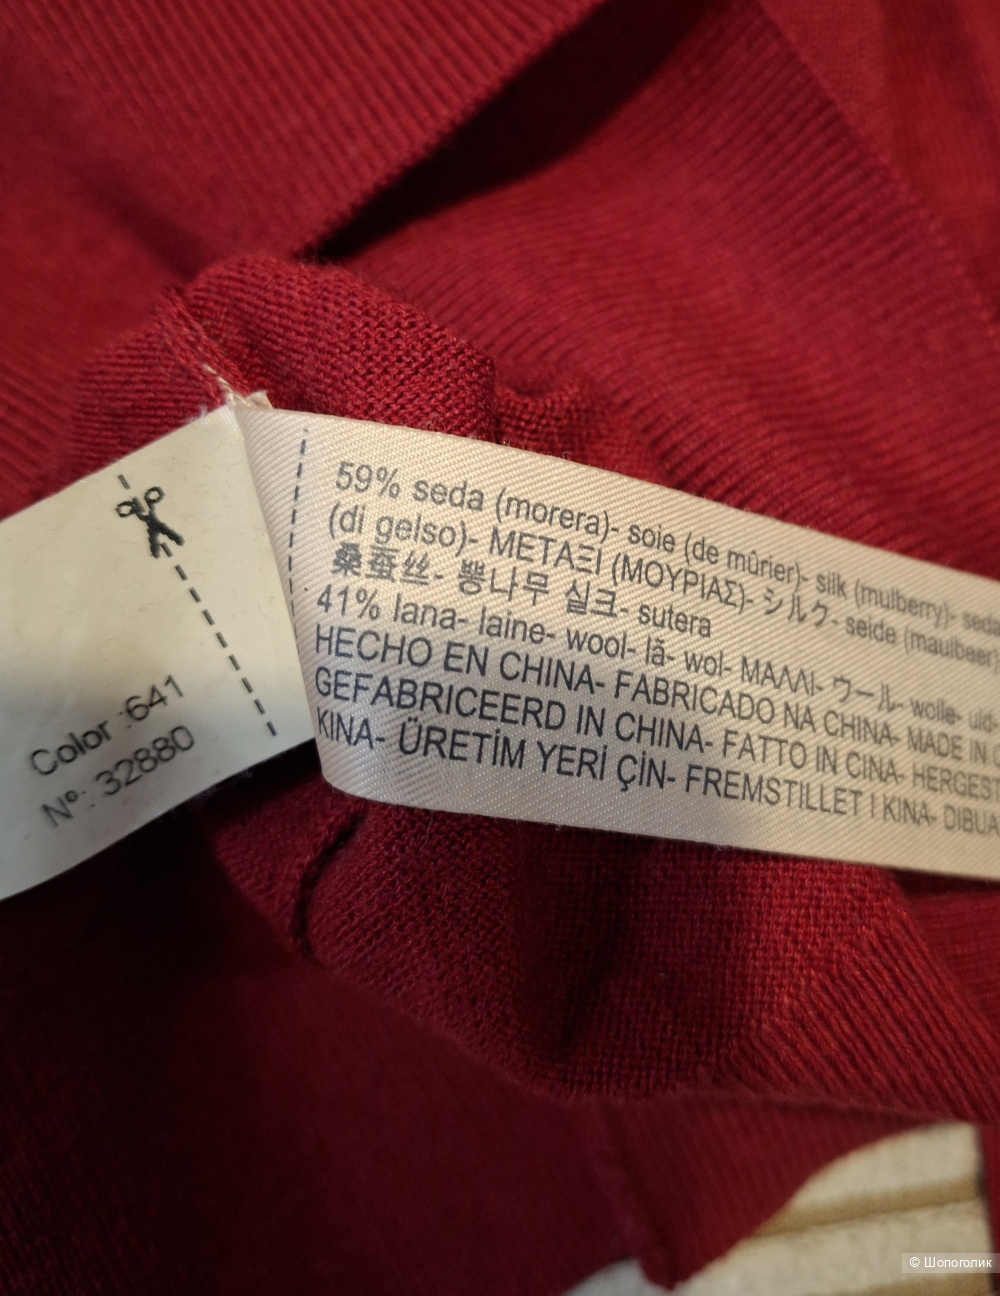 59% seda (morera)- soie (de mûrier)- silk (mulberry)- seda
(di gelso)- ΜΕΤΑΞΙ (ΜΟΥΡΙΑΣ)- シルク- seide (maulbeer)
桑蚕丝- 뽕나무 실크- sutera
41% lana- laine- wool- lã- wol- ΜΑΛΛΙ- ウール- wolle- uld-
HECHO EN CHINA- FABRICADO NA CHINA- MADE IN
GEFABRICEERD IN CHINA- FATTO IN CINA- HERGEST
KINA- ÜRETİM YERİ ÇİN- FREMSTILLET I KINA- DIBUA
Color :641
Nº: 32880
© Шопоголик